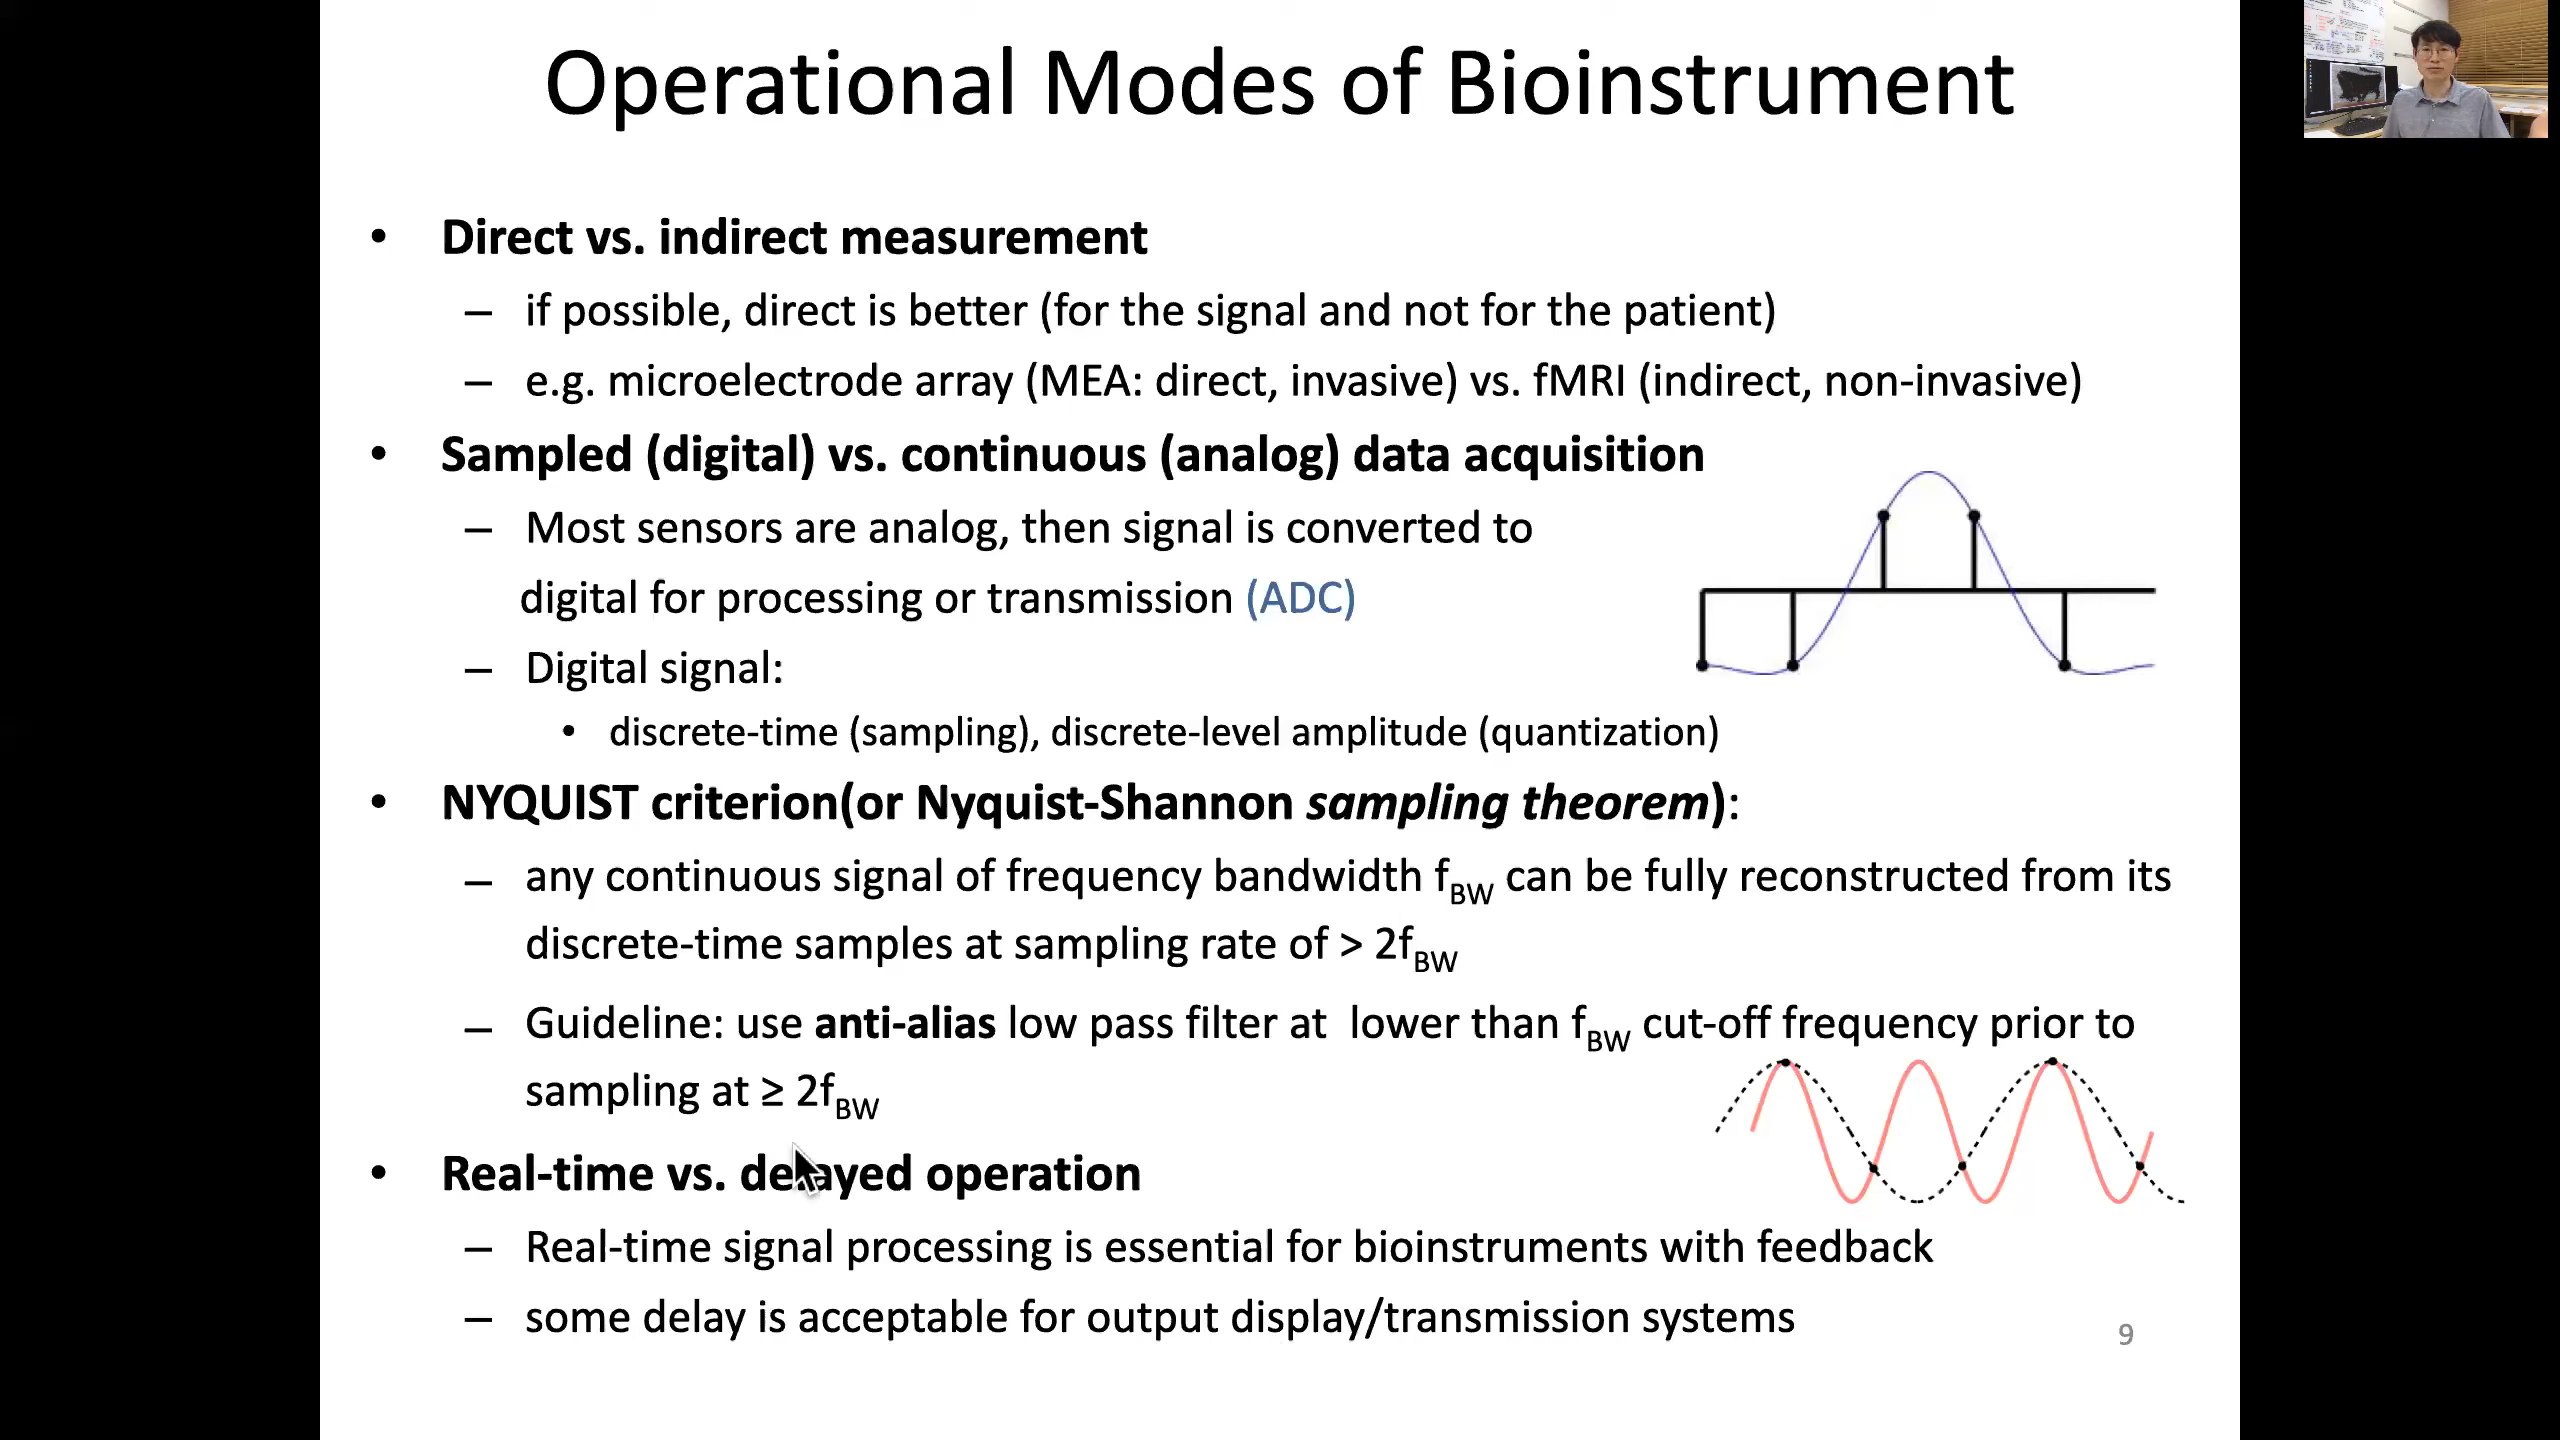 Operational Modes of Bioinstrument
• Direct vs. indirect measurement
– if possible, direct is better (for the signal and not for the patient)
– e.g. microelectrode array (MEA: direct, invasive) vs. fMRI (indirect, non-invasive)
• Sampled (digital) vs. continuous (analog) data acquisition
– Most sensors are analog, then signal is converted to
digital for processing or transmission (ADC)
– Digital signal:
• discrete-time (sampling), discrete-level amplitude (quantization)
• NYQUIST criterion(or Nyquist-Shannon sampling theorem):
– any continuous signal of frequency bandwidth fBW can be fully reconstructed from its
discrete-time samples at sampling rate of > 2fBW
– Guideline: use anti-alias low pass filter at lower than fBW cut-off frequency prior to
sampling at ≥ 2fBW
• Real-time vs. delayed operation
– Real-time signal processing is essential for bioinstruments with feedback
– some delay is acceptable for output display/transmission systems
9